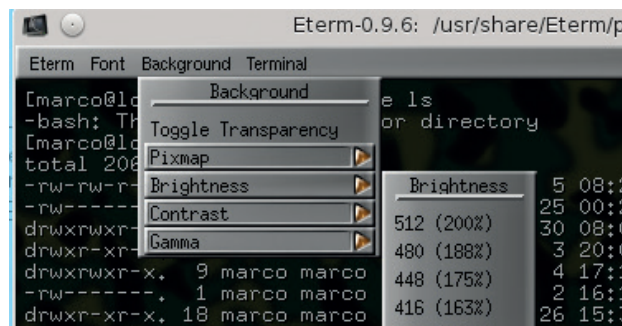 Eterm-0.9.6: /usr/share/Eterm/p
Eterm Font Background Terminal
Background
Toggle Transparency
Pixmap
Brightness
Contrast
Gamma
Brightness
512 (200%)
480 (188%)
448 (175%)
416 (163%)
[marco@lo e ls
-bash: Th or directory
[marco@lo
total 206
-rw-rw-r- 5 08:
-rw------ 25 00:
drwxrwxr- 30 08:
drwxr-xr- 3 20:
drwxrwxr-x. 9 marco marco 4 17:
-rw-------. 1 marco marco 2 16:
drwxr-xr-x. 18 marco marco 26 15: